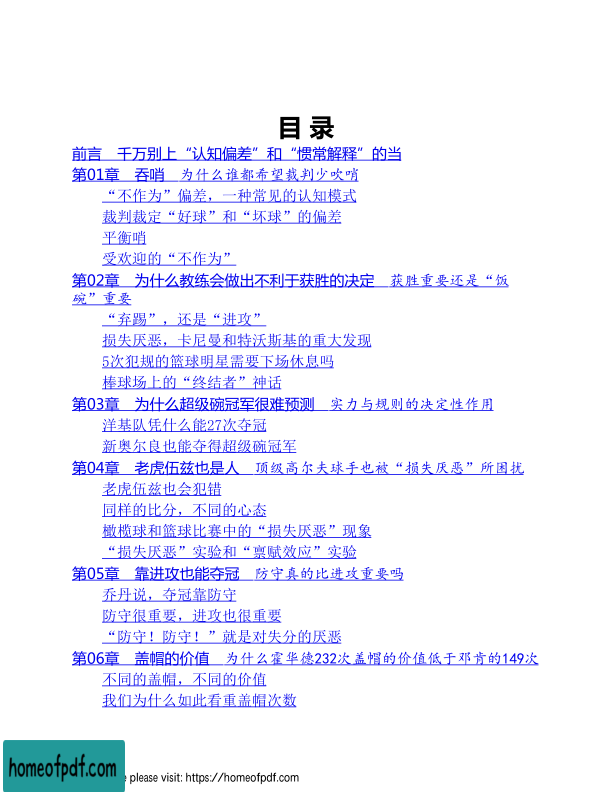 目 录
前言　千万别上“认知偏差”和“惯常解释”的当
第01章　吞哨　为什么谁都希望裁判少吹哨
“不作为”偏差，一种常见的认知模式
裁判裁定“好球”和“坏球”的偏差
平衡哨
受欢迎的“不作为”
第02章　为什么教练会做出不利于获胜的决定　获胜重要还是“饭
碗”重要
“弃踢”，还是“进攻”
损失厌恶，卡尼曼和特沃斯基的重大发现
5次犯规的篮球明星需要下场休息吗
棒球场上的“终结者”神话
第03章　为什么超级碗冠军很难预测　实力与规则的决定性作用
洋基队凭什么能27次夺冠
新奥尔良也能夺得超级碗冠军
第04章　老虎伍兹也是人　顶级高尔夫球手也被“损失厌恶”所困扰
老虎伍兹也会犯错
同样的比分，不同的心态
橄榄球和篮球比赛中的“损失厌恶”现象
“损失厌恶”实验和“禀赋效应”实验
第05章　靠进攻也能夺冠　防守真的比进攻重要吗
乔丹说，夺冠靠防守
防守很重要，进攻也很重要
“防守！防守！”就是对失分的厌恶
第06章　盖帽的价值　为什么霍华德232次盖帽的价值低于邓肯的149次
不同的盖帽，不同的价值
我们为什么如此看重盖帽次数
homeofpdf.com
e please visit: https://homeofpdf.com